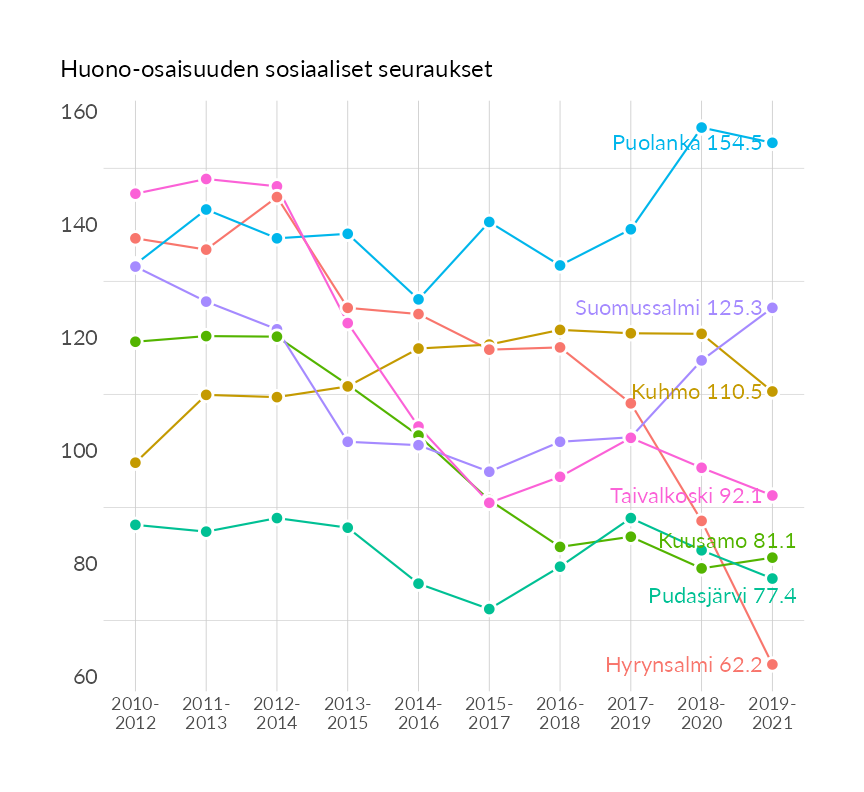 Huono-osaisuuden sosiaaliset seuraukset
160
Puolanka 154.5
140
Suomussalmi 125.3
120
Kuhmo 110.5
100
Taivalkoski 92.1
Kuusamo 81.1
80
Pudasjärvi 77.4
Hyrynsalmi 62.2
60
2010- 2011- 2012- 2013- 2014- 2015- 2016- 2017- 2018- 2019-
2012 2013 2014 2015 2016 2017 2018 2019 2020 2021